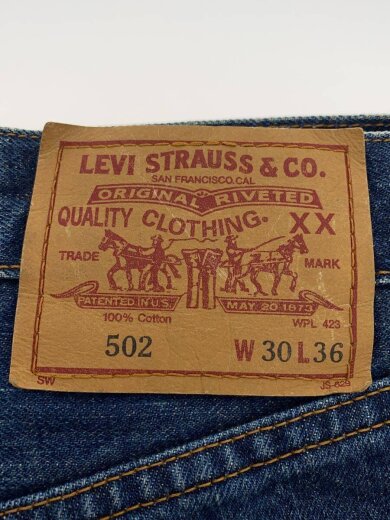 LEVI STRAUSS & CO.
SAN FRANCISCO.CAL
ORIGINAL RIVETED
QUALITY CLOTHING. XX
TRADE MARK
PATENTED IN U.S. MAY 20 1873
100% Cotton WPL 423
502 W 30 L 36
SW JS-629